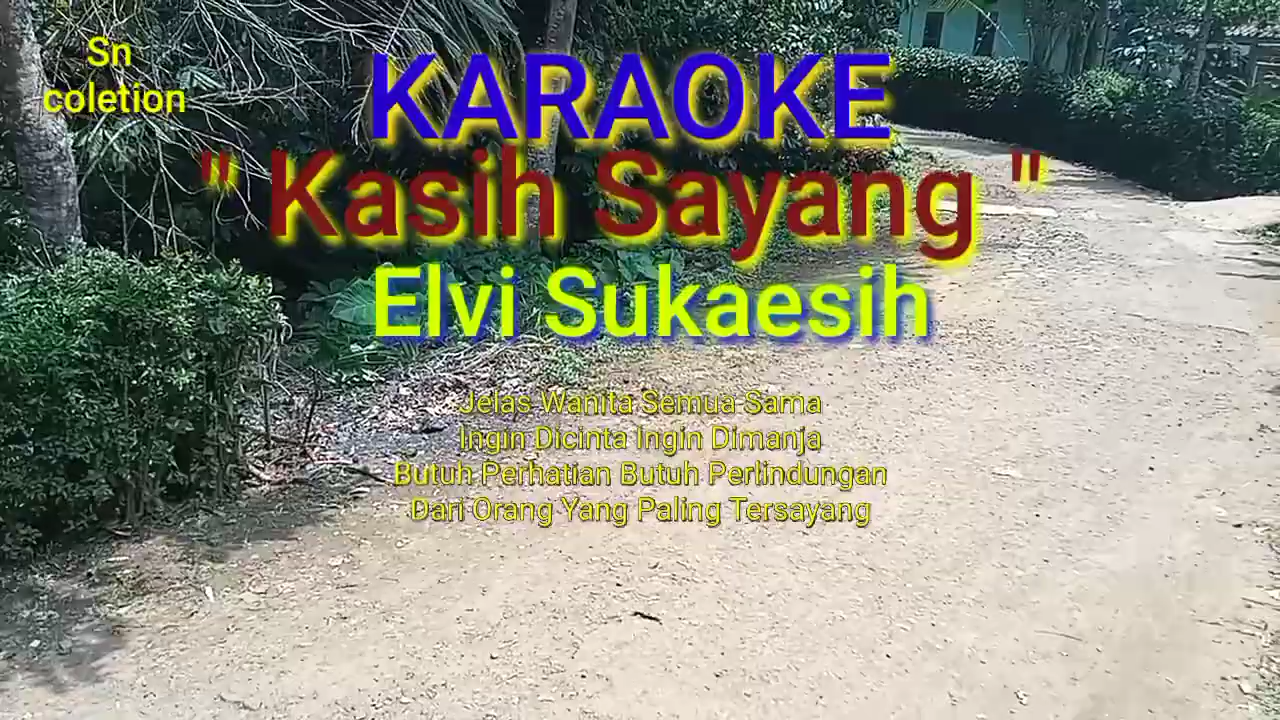 Sn
coletion
KARAOKE
" Kasih Sayang "
Elvi Sukaesih
Jelas Wanita Semua Sama
Ingin Dicinta Ingin Dimanja
Butuh Perhatian Butuh Perlindungan
Dari Orang Yang Paling Tersayang